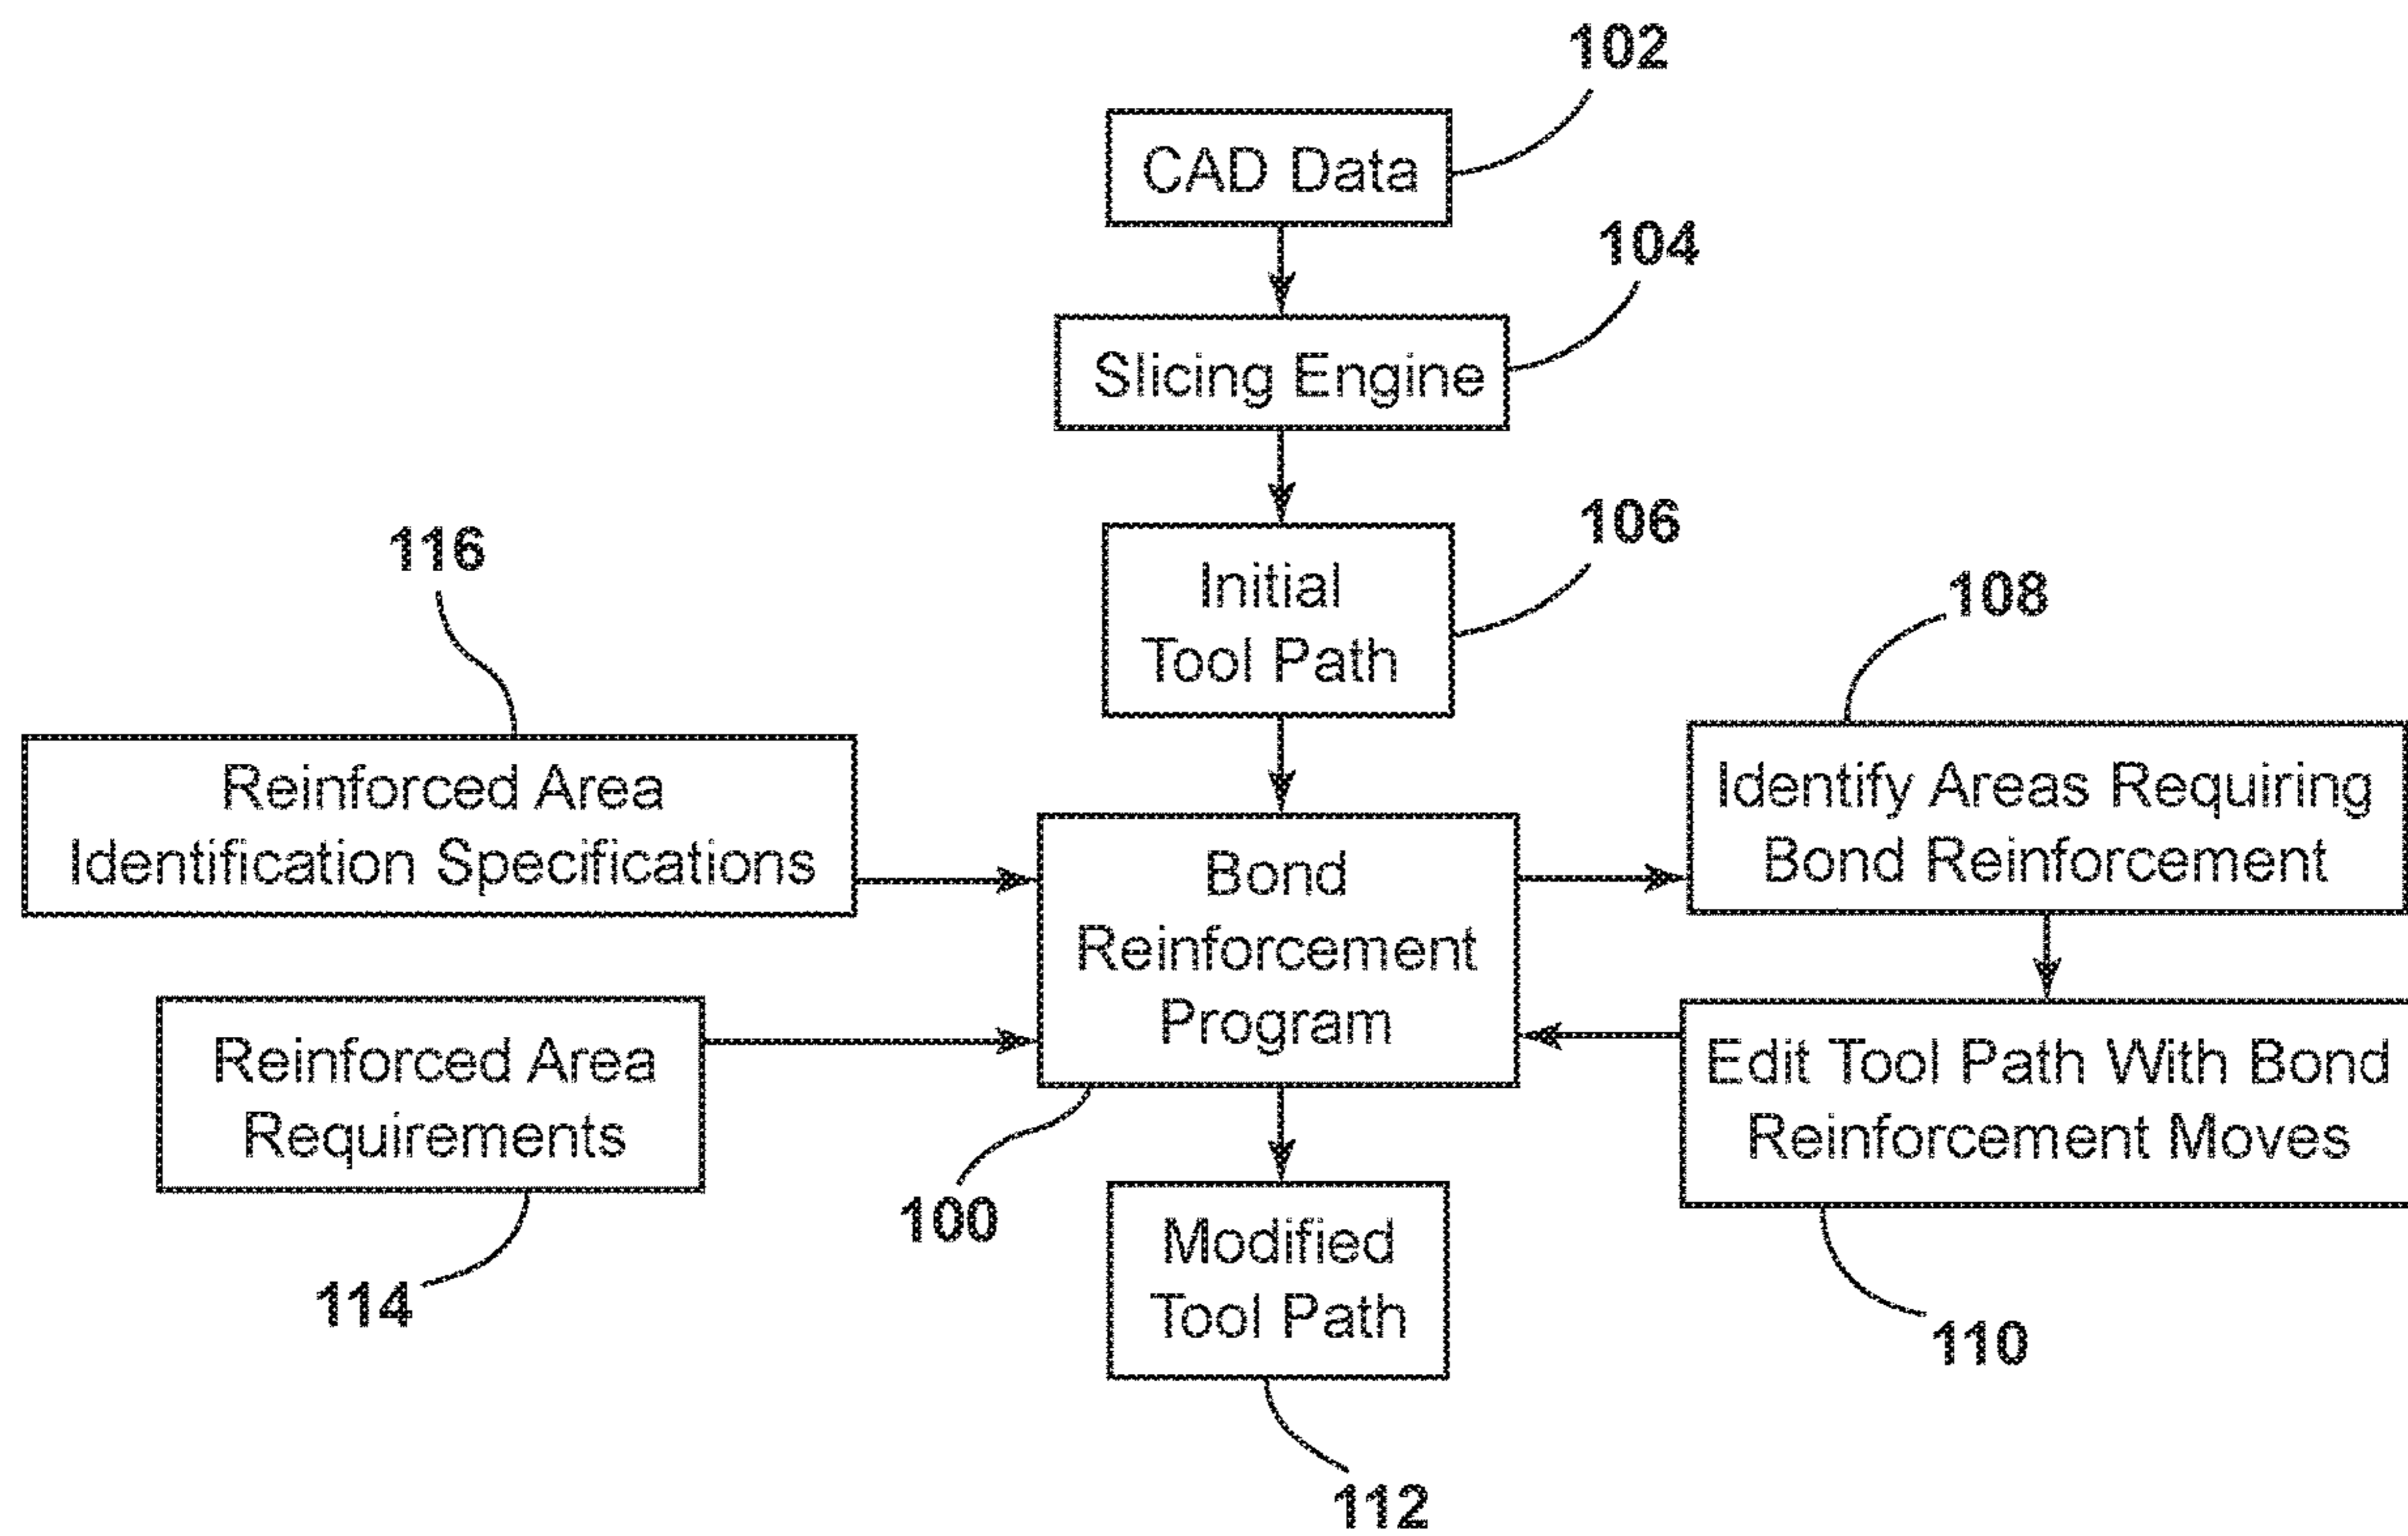 102
CAD Data
104
Slicing Engine
106
Initial
Tool Path
116
Reinforced Area
Identification Specifications
108
Identify Areas Requiring
Bond Reinforcement
Bond
Reinforcement
Program
100
Reinforced Area
Requirements
114
Edit Tool Path With Bond
Reinforcement Moves
110
Modified
Tool Path
112